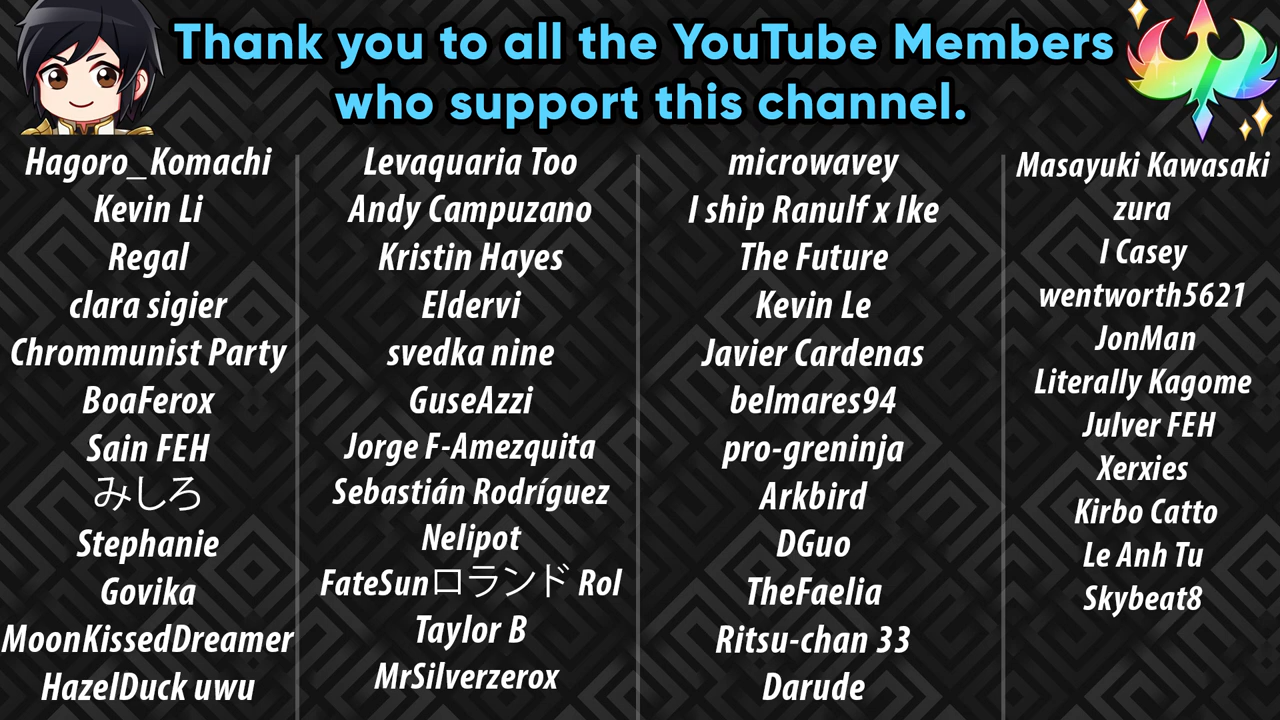 Thank you to all the YouTube Members
who support this channel.
Hagoro_Komachi
Kevin Li
Regal
clara sigier
Chrommunist Party
BoaFerox
Sain FEH
みしろ
Stephanie
Govika
MoonKissedDreamer
HazelDuck uwu
Levaquaria Too
Andy Campuzano
Kristin Hayes
Eldervi
svedka nine
GuseAzzi
Jorge F-Amezquita
Sebastián Rodríguez
Nelipot
FateSunロランド Rol
Taylor B
MrSilverzerox
microwavey
I ship Ranulf x Ike
The Future
Kevin Le
Javier Cardenas
belmares94
pro-greninja
Arkbird
DGuo
TheFaelia
Ritsu-chan 33
Darude
Masayuki Kawasaki
zura
I Casey
wentworth5621
JonMan
Literally Kagome
Julver FEH
Xerxies
Kirbo Catto
Le Anh Tu
Skybeat8